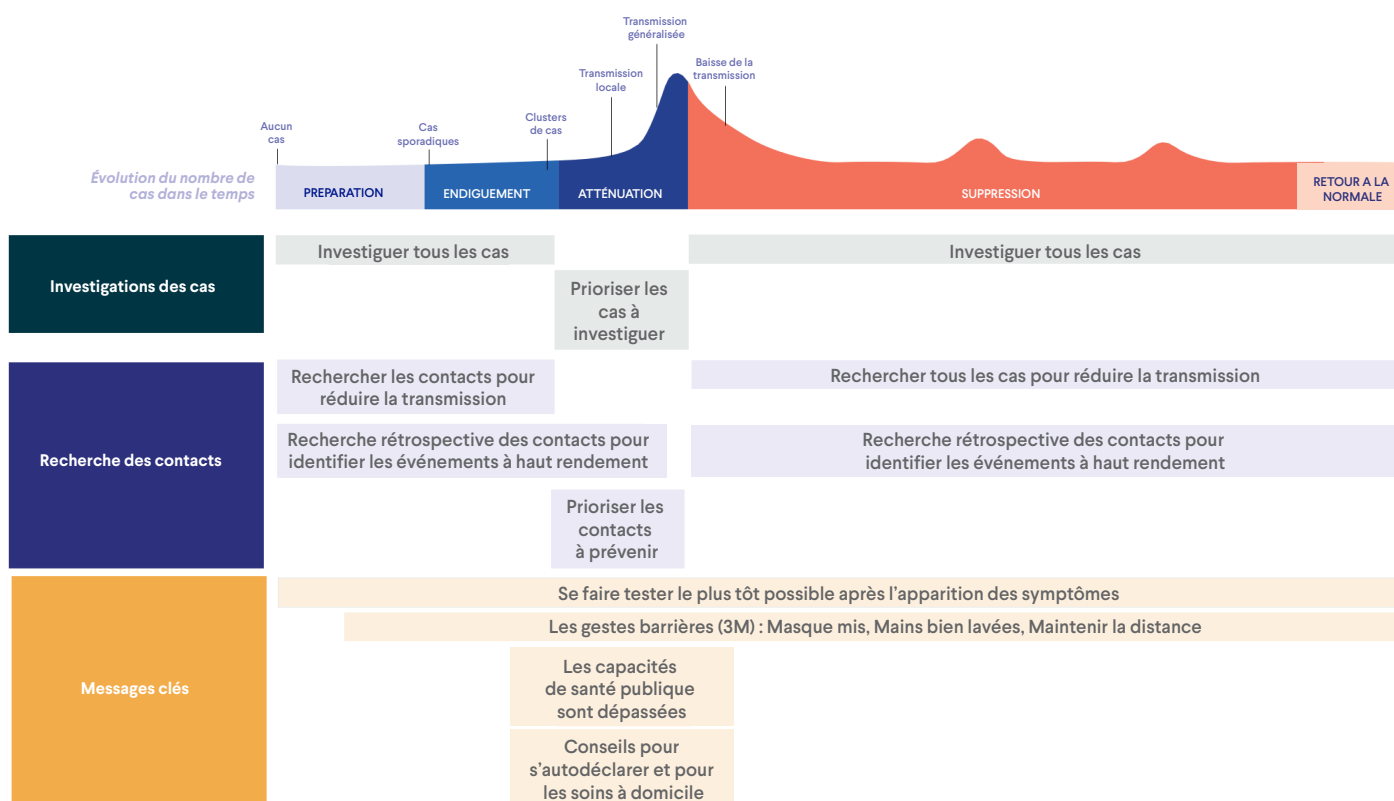 Transmission
généralisée
Transmission
locale
Baisse de la
transmission
Clusters
de cas
Aucun
cas
Cas
sporadiques
Évolution du nombre de
cas dans le temps
PREPARATION
ENDIGUEMENT
ATTÉNUATION
SUPPRESSION
RETOUR A LA
NORMALE
Investigations des cas
Investiguer tous les cas
Investiguer tous les cas
Prioriser les
cas à
investiguer
Recherche des contacts
Rechercher les contacts pour
réduire la transmission
Rechercher tous les cas pour réduire la transmission
Recherche rétrospective des contacts pour
identifier les événements à haut rendement
Recherche rétrospective des contacts pour
identifier les événements à haut rendement
Prioriser les
contacts
à prévenir
Messages clés
Se faire tester le plus tôt possible après l’apparition des symptômes
Les gestes barrières (3M) : Masque mis, Mains bien lavées, Maintenir la distance
Les capacités
de santé publique
sont dépassées
Conseils pour
s’autodéclarer et pour
les soins à domicile